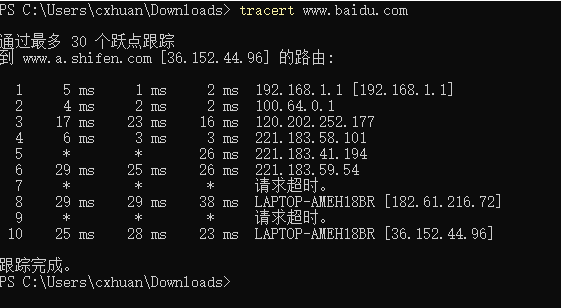 PS C:\Users\cxhuan\Downloads> tracert www.baidu.com
通过最多 30 个跃点跟踪
到 www.a.shifen.com [36.152.44.96] 的路由:
1 5 ms 1 ms 2 ms 192.168.1.1 [192.168.1.1]
2 4 ms 2 ms 2 ms 100.64.0.1
3 17 ms 23 ms 16 ms 120.202.252.177
4 6 ms 3 ms 3 ms 221.183.58.101
5 * * 26 ms 221.183.41.194
6 29 ms 25 ms 26 ms 221.183.59.54
7 * * * 请求超时。
8 29 ms 29 ms 38 ms LAPTOP-AMEH18BR [182.61.216.72]
9 * * * 请求超时。
10 25 ms 28 ms 23 ms LAPTOP-AMEH18BR [36.152.44.96]
跟踪完成。
PS C:\Users\cxhuan\Downloads>